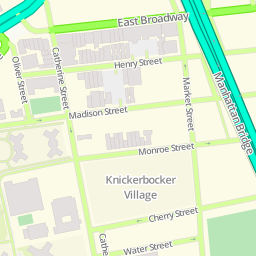 East Broadway
Henry Street
Oliver Street
Catherine Street
Madison Street
Market Street
Manhattan Bridge
Monroe Street
Knickerbocker
Village
Cherry Street
Cathe
Water Street